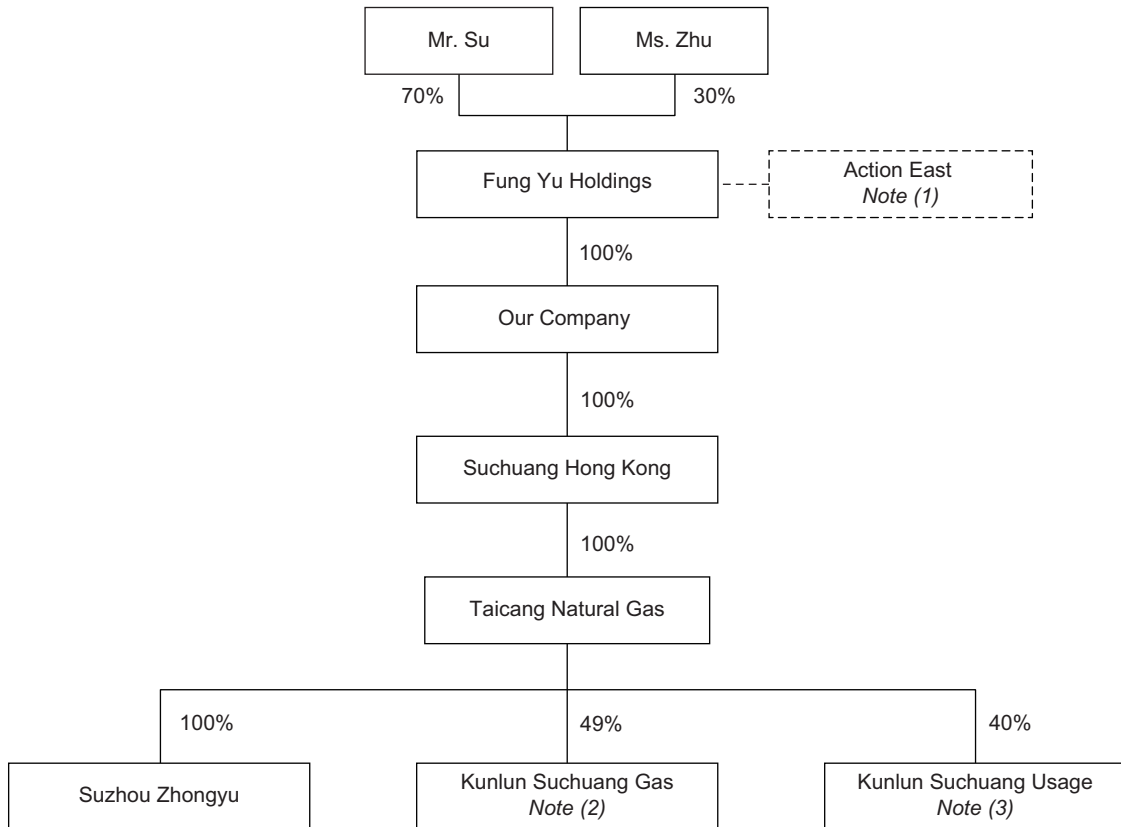 Mr. Su
Ms. Zhu
70%
30%
Fung Yu Holdings
Action East
Note (1)
100%
Our Company
100%
Suchuang Hong Kong
100%
Taicang Natural Gas
100%
49%
40%
Suzhou Zhongyu
Kunlun Suchuang Gas
Note (2)
Kunlun Suchuang Usage
Note (3)